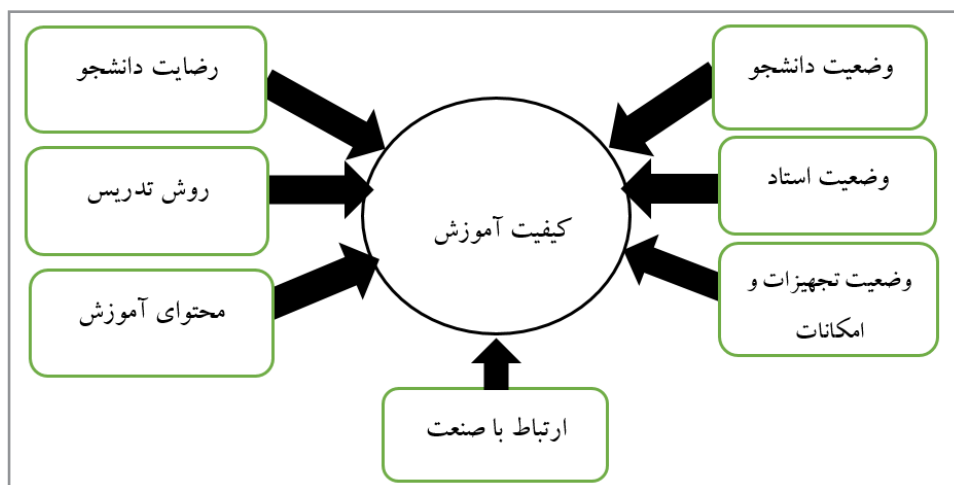 وضعیت دانشجو
رضایت دانشجو
وضعیت استاد
روش تدریس
کیفیت آموزش
وضعیت تجهیزات و
امکانات
محتوای آموزش
ارتباط با صنعت